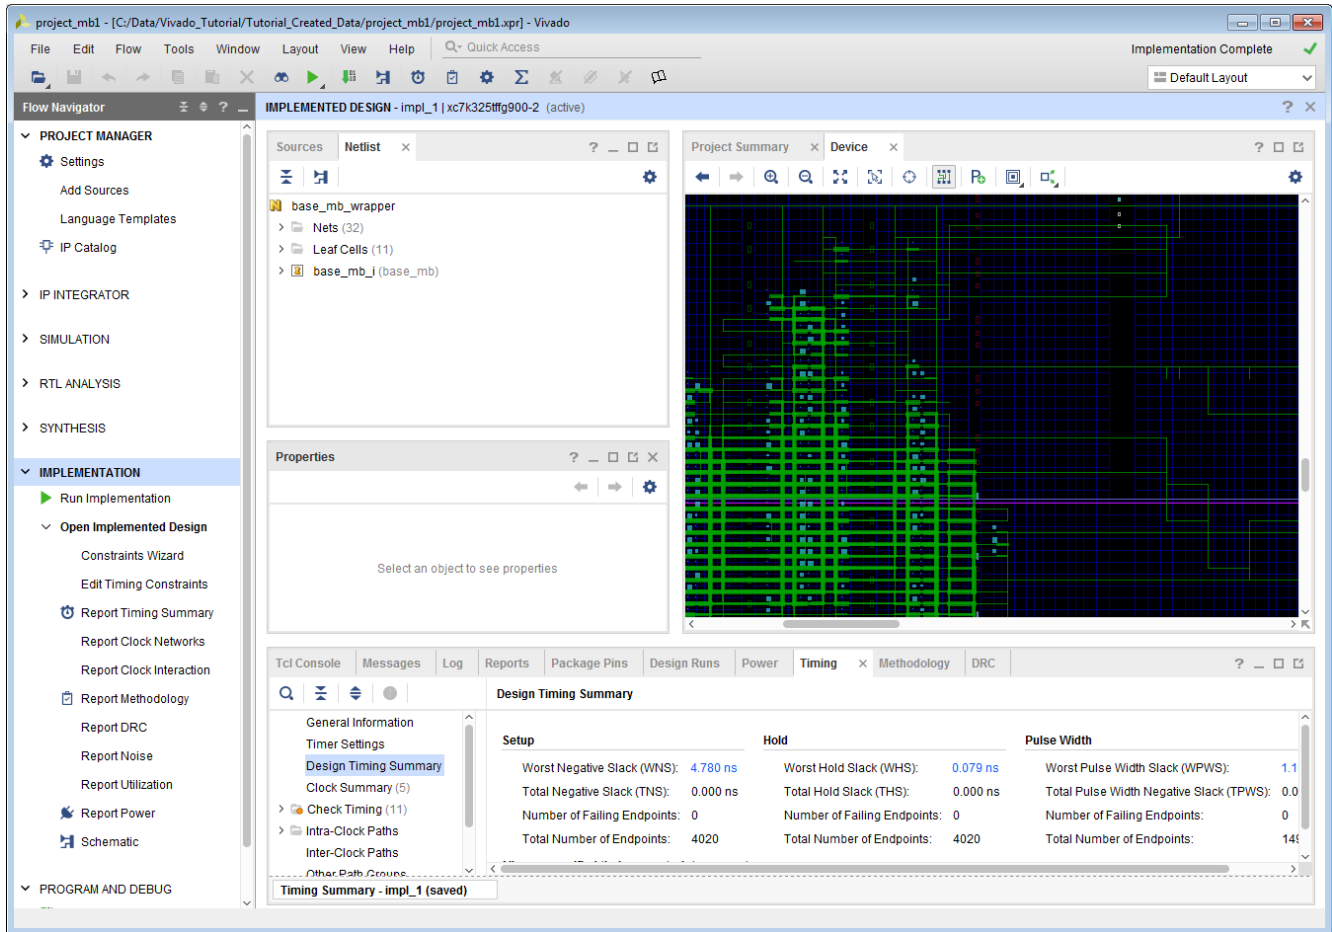 project_mb1 - [C:/Data/Vivado_Tutorial/Tutorial_Created_Data/project_mb1/project_mb1.xpr] - Vivado
File Edit Flow Tools Window Layout View Help Quick Access
Implementation Complete
Default Layout
Flow Navigator
PROJECT MANAGER
Settings
Add Sources
Language Templates
IP Catalog
IP INTEGRATOR
SIMULATION
RTL ANALYSIS
SYNTHESIS
IMPLEMENTATION
Run Implementation
Open Implemented Design
Constraints Wizard
Edit Timing Constraints
Report Timing Summary
Report Clock Networks
Report Clock Interaction
Report Methodology
Report DRC
Report Noise
Report Utilization
Report Power
Schematic
PROGRAM AND DEBUG
IMPLEMENTED DESIGN - impl_1 | xc7k325tffg900-2 (active)
Sources Netlist
base_mb_wrapper
Nets (32)
Leaf Cells (11)
base_mb_i (base_mb)
Properties
Select an object to see properties
Project Summary Device
Tcl Console Messages Log Reports Package Pins Design Runs Power Timing Methodology DRC
General Information
Timer Settings
Design Timing Summary
Clock Summary (5)
Check Timing (11)
Intra-Clock Paths
Inter-Clock Paths
Other Path Groups
Design Timing Summary
Setup Hold Pulse Width
Worst Negative Slack (WNS): 4.780 ns Worst Hold Slack (WHS): 0.079 ns Worst Pulse Width Slack (WPWS): 1.1
Total Negative Slack (TNS): 0.000 ns Total Hold Slack (THS): 0.000 ns Total Pulse Width Negative Slack (TPWS): 0.0
Number of Failing Endpoints: 0 Number of Failing Endpoints: 0 Number of Failing Endpoints: 0
Total Number of Endpoints: 4020 Total Number of Endpoints: 4020 Total Number of Endpoints: 149
Timing Summary - impl_1 (saved)